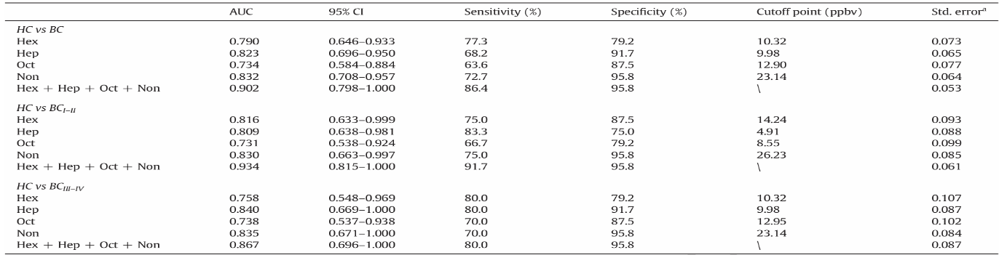 AUC 95% CI Sensitivity (%) Specificity (%) Cutoff point (ppbv) Std. errorᵃ
HC vs BC
Hex 0.790 0.646–0.933 77.3 79.2 10.32 0.073
Hep 0.823 0.696–0.950 68.2 91.7 9.98 0.065
Oct 0.734 0.584–0.884 63.6 87.5 12.90 0.077
Non 0.832 0.708–0.957 72.7 95.8 23.14 0.064
Hex + Hep + Oct + Non 0.902 0.798–1.000 86.4 95.8 \ 0.053
HC vs BCI–II
Hex 0.816 0.633–0.999 75.0 87.5 14.24 0.093
Hep 0.809 0.638–0.981 83.3 75.0 4.91 0.088
Oct 0.731 0.538–0.924 66.7 79.2 8.55 0.099
Non 0.830 0.663–0.997 75.0 95.8 26.23 0.085
Hex + Hep + Oct + Non 0.934 0.815–1.000 91.7 95.8 \ 0.061
HC vs BCIII–IV
Hex 0.758 0.548–0.969 80.0 79.2 10.32 0.107
Hep 0.840 0.669–1.000 80.0 91.7 9.98 0.087
Oct 0.738 0.537–0.938 70.0 87.5 12.95 0.102
Non 0.835 0.671–1.000 70.0 95.8 23.14 0.084
Hex + Hep + Oct + Non 0.867 0.696–1.000 80.0 95.8 \ 0.087